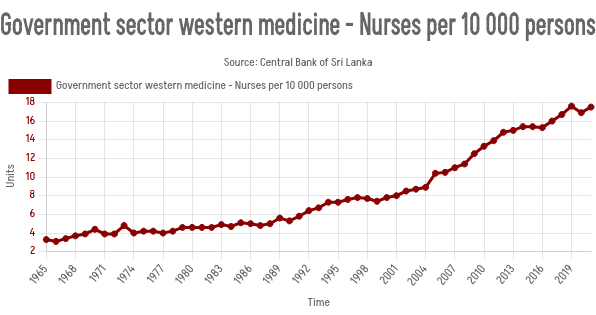 Government sector western medicine - Nurses per 10 000 persons
Source: Central Bank of Sri Lanka
Government sector western medicine - Nurses per 10 000 persons
18
16
14
12
10
8
6
4
2
Units
1965 1968 1971 1974 1977 1980 1983 1986 1989 1992 1995 1998 2001 2004 2007 2010 2013 2016 2019
Time